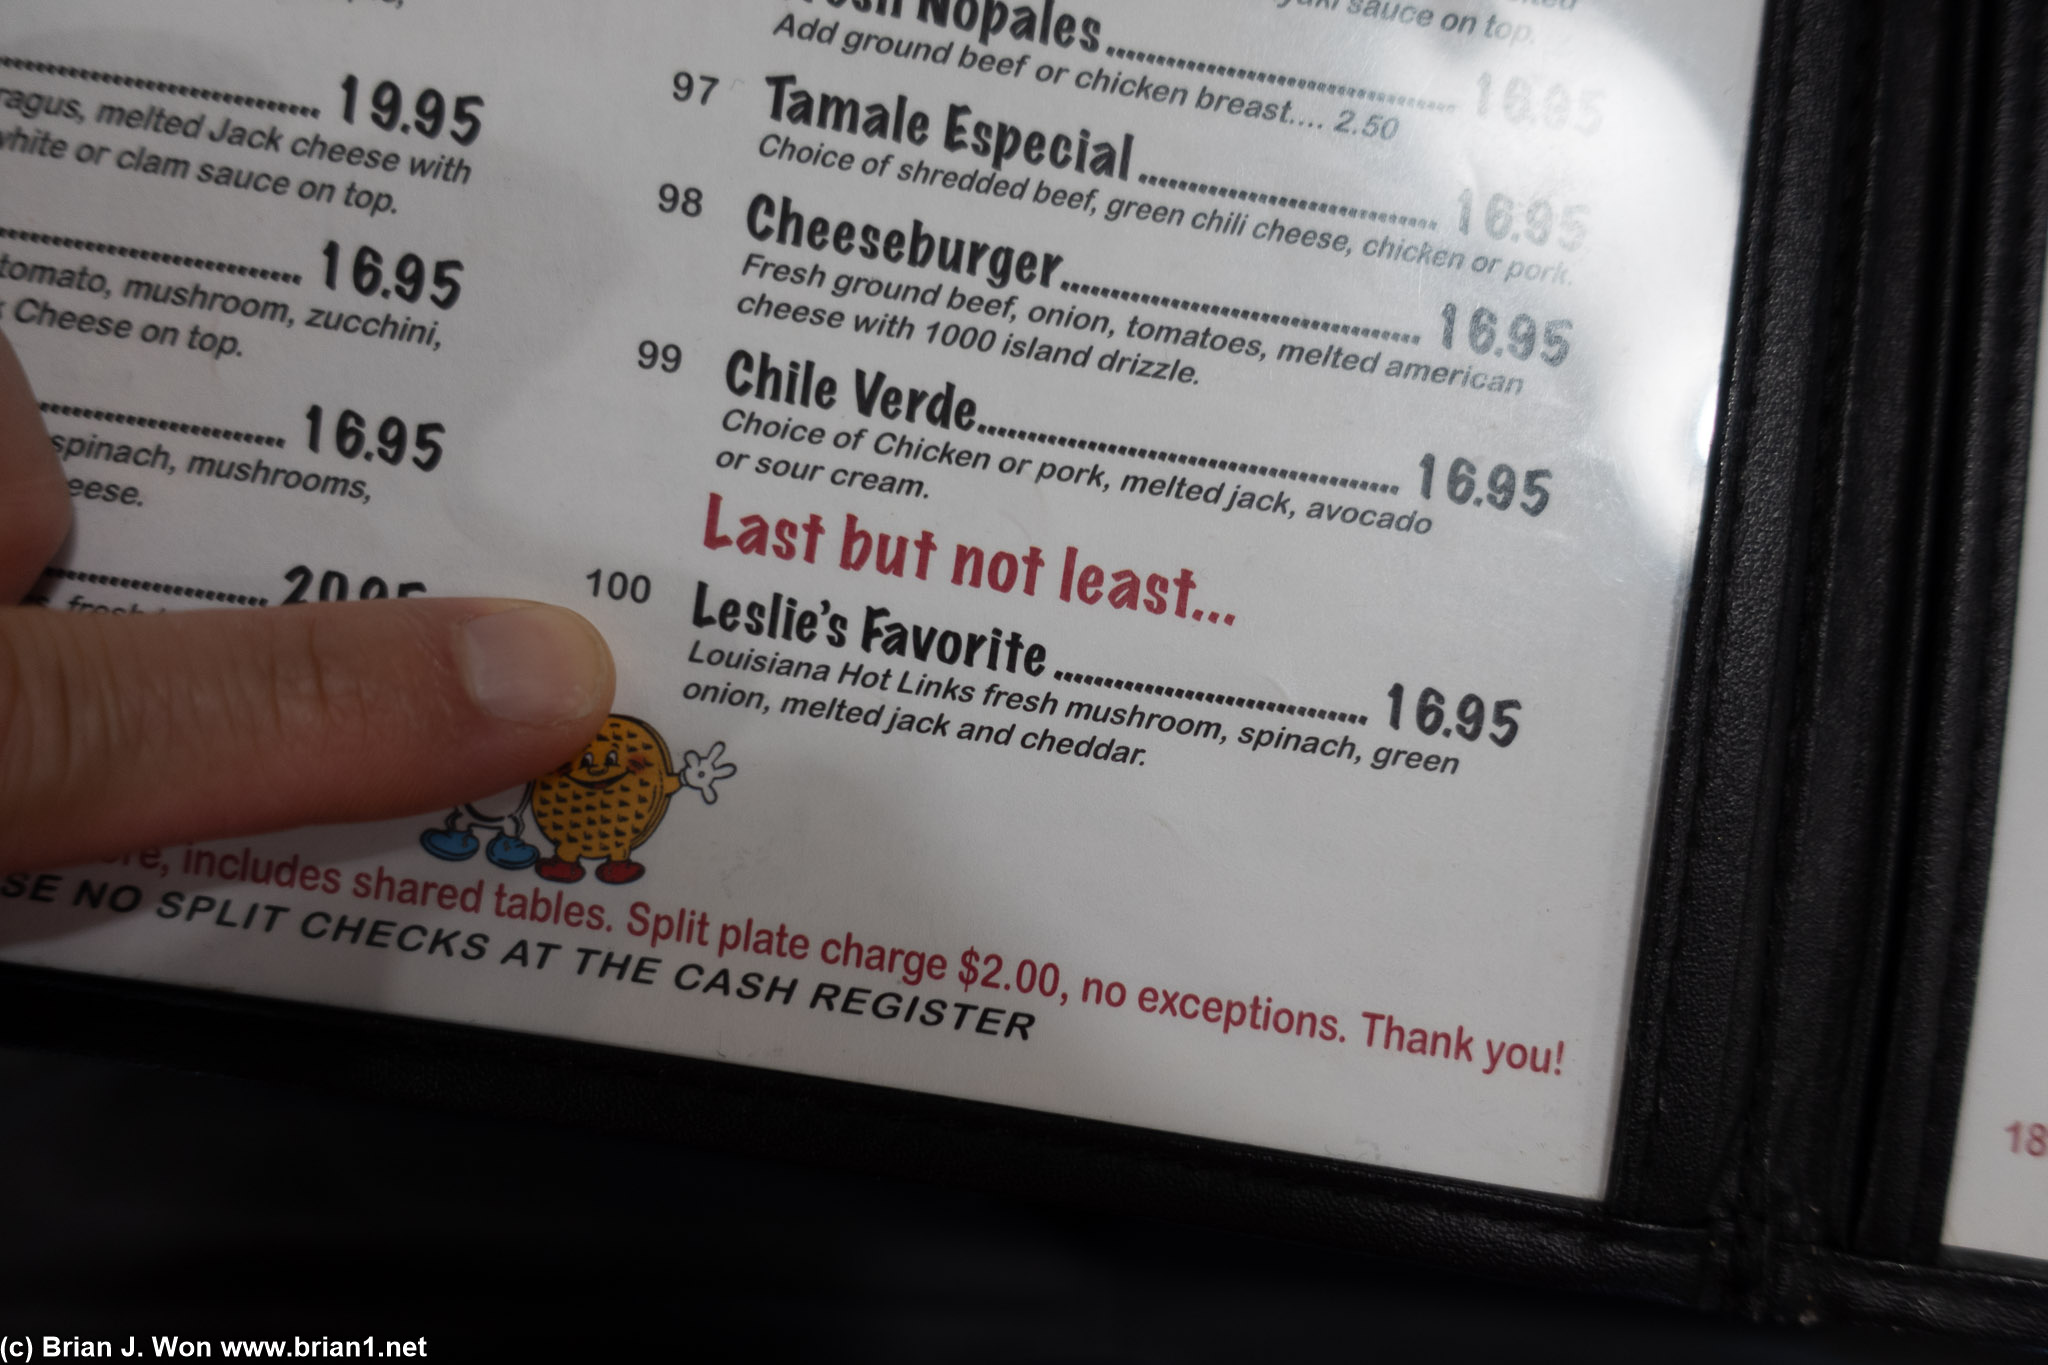 19.95
melted Jack cheese with
white or clam sauce on top.
16.95
tomato, mushroom, zucchini,
Cheese on top.
16.95
spinach, mushrooms,
20.95
sauce on top.
Nopales 16.95
Add ground beef or chicken breast.... 2.50
97 Tamale Especial 16.95
Choice of shredded beef, green chili cheese, chicken or pork.
98 Cheeseburger 16.95
Fresh ground beef, onion, tomatoes, melted american
cheese with 1000 island drizzle.
99 Chile Verde 16.95
Choice of Chicken or pork, melted jack, avocado
or sour cream.
Last but not least...
100 Leslie's Favorite 16.95
Louisiana Hot Links fresh mushroom, spinach, green
onion, melted jack and cheddar.
includes shared tables. Split plate charge $2.00, no exceptions. Thank you!
NO SPLIT CHECKS AT THE CASH REGISTER
18
(c) Brian J. Won www.brian1.net